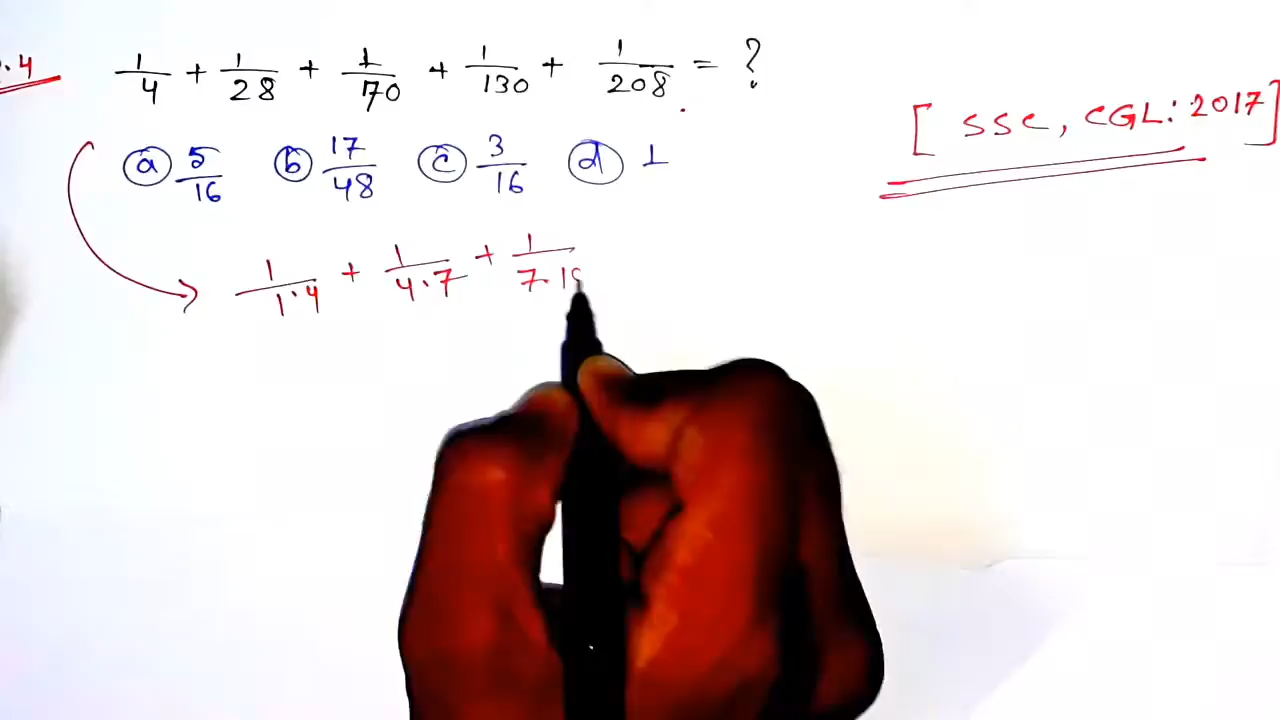 .4 1/4 + 1/28 + 1/70 + 1/130 + 1/208 = ?
[ SSC, CGL: 2017]
(a) 5/16 (b) 17/48 (c) 3/16 (d) 1
1/1·4 + 1/4·7 + 1/7·